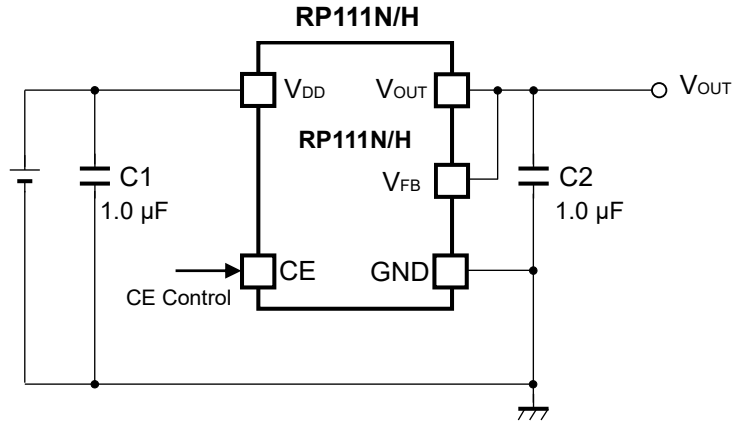 RP111N/H
VDD
VOUT
VOUT
RP111N/H
VFB
C1
1.0 µF
C2
1.0 µF
CE
GND
CE Control